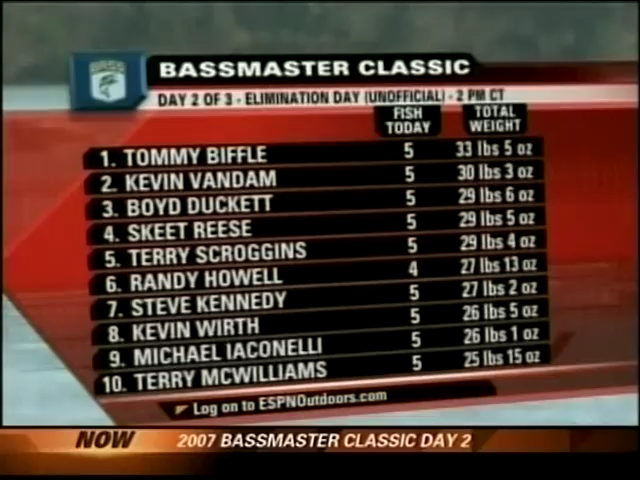 BASS
BASSMASTER CLASSIC
DAY 2 OF 3 - ELIMINATION DAY (UNOFFICIAL) - 2 PM CT
FISH TODAY TOTAL WEIGHT
1. TOMMY BIFFLE 5 33 lbs 5 oz
2. KEVIN VANDAM 5 30 lbs 3 oz
3. BOYD DUCKETT 5 29 lbs 6 oz
4. SKEET REESE 5 29 lbs 5 oz
5. TERRY SCROGGINS 5 29 lbs 4 oz
6. RANDY HOWELL 4 27 lbs 13 oz
7. STEVE KENNEDY 5 27 lbs 2 oz
8. KEVIN WIRTH 5 26 lbs 5 oz
9. MICHAEL IACONELLI 5 26 lbs 1 oz
10. TERRY MCWILLIAMS 5 25 lbs 15 oz
Log on to ESPNOutdoors.com
NOW 2007 BASSMASTER CLASSIC DAY 2